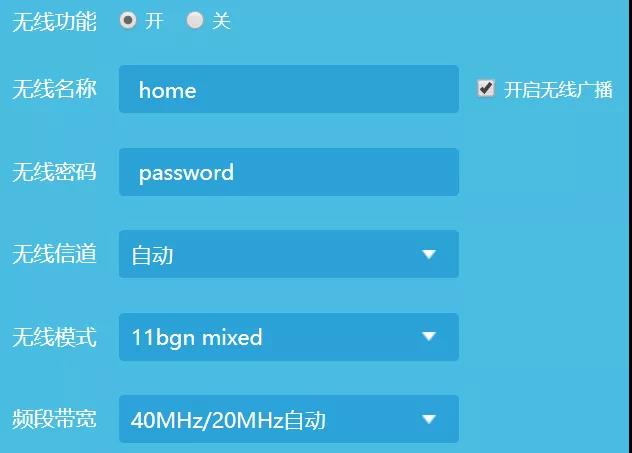 无线功能 开 关
无线名称 home 开启无线广播
无线密码 password
无线信道 自动
无线模式 11bgn mixed
频段带宽 40MHz/20MHz自动